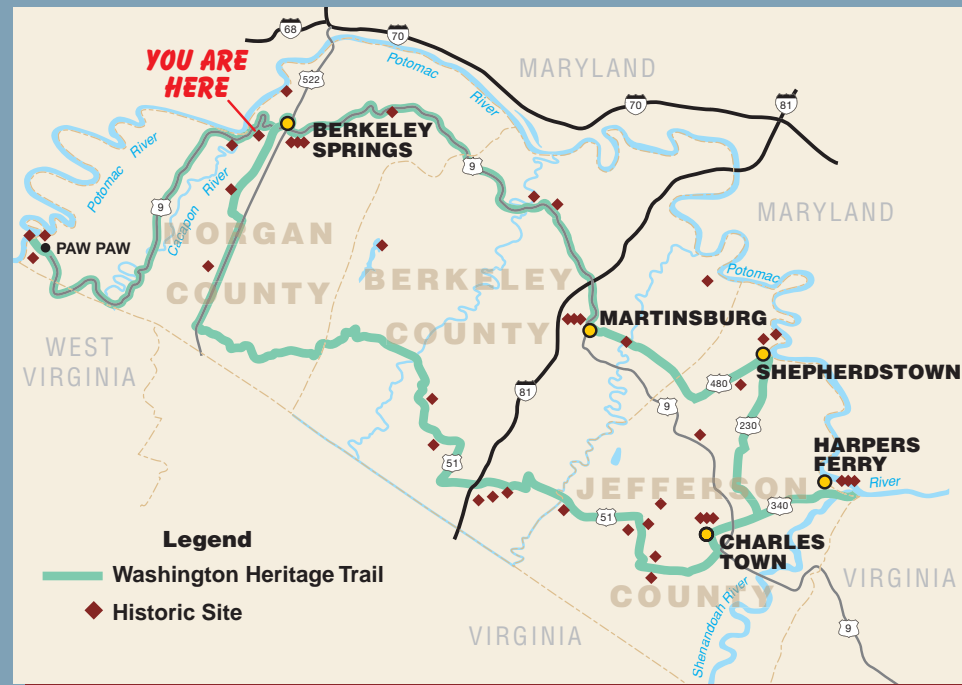 68
70
YOU ARE
HERE
522
Potomac
River
MARYLAND
70
81
BERKELEY
SPRINGS
Potomac
River
9
Cacapon
River
9
MARYLAND
PAW PAW
MORGAN
COUNTY
BERKELEY
COUNTY
Potomac
MARTINSBURG
WEST
VIRGINIA
SHEPHERDSTOWN
480
81
9
230
HARPERS
FERRY
51
River
JEFFERSON
340
51
CHARLES
TOWN
COUNTY
VIRGINIA
Shenandoah River
9
VIRGINIA
Legend
Washington Heritage Trail
Historic Site